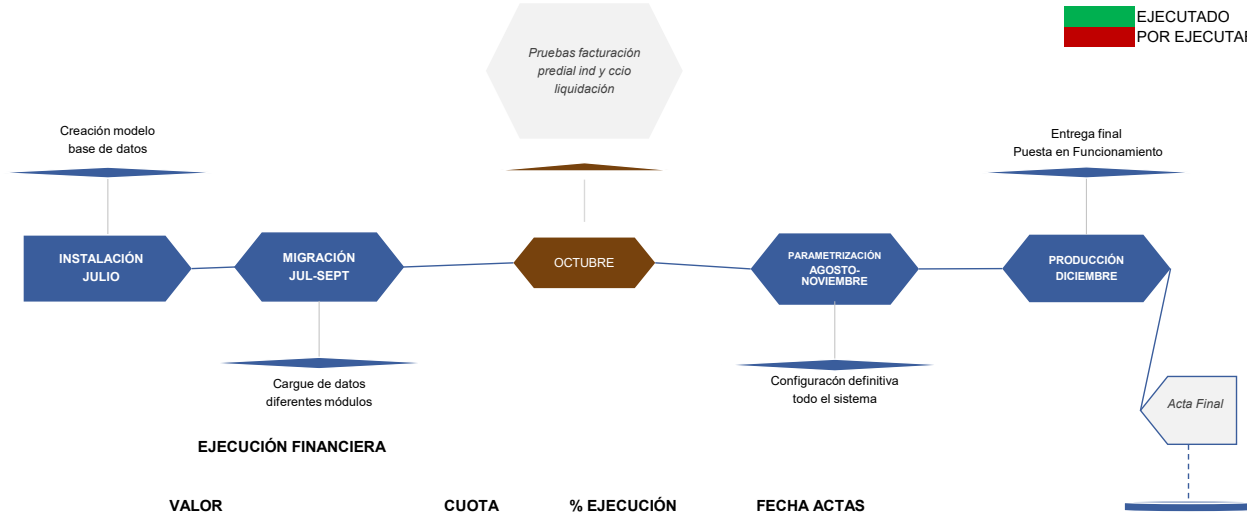 EJECUTADO
POR EJECUTAR
Pruebas facturación
predial ind y ccio
liquidación
Creación modelo
base de datos
Entrega final
Puesta en Funcionamiento
INSTALACIÓN
JULIO
MIGRACIÓN
JUL-SEPT
OCTUBRE
PARAMETRIZACIÓN
AGOSTO-
NOVIEMBRE
PRODUCCIÓN
DICIEMBRE
Cargue de datos
diferentes módulos
Configuracón definitiva
todo el sistema
Acta Final
EJECUCIÓN FINANCIERA
VALOR CUOTA % EJECUCIÓN FECHA ACTAS